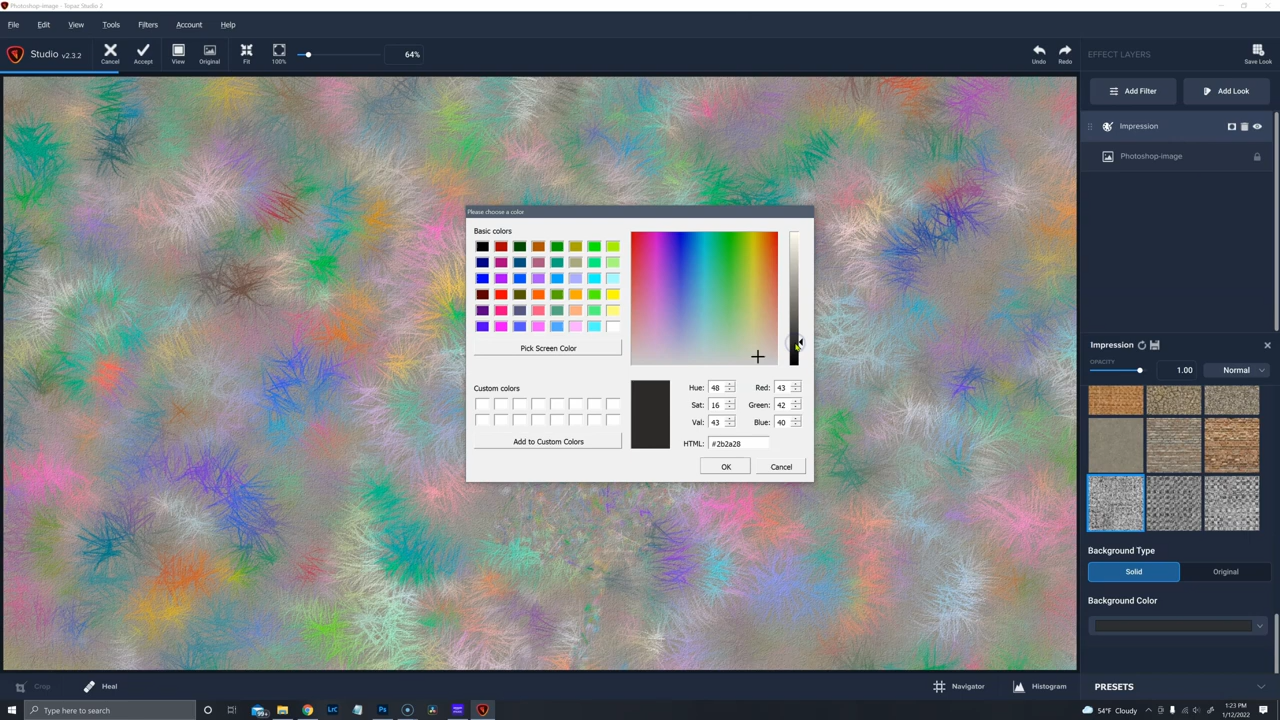 Photoshop-image - Topaz Studio 2
File Edit View Tools Filters Account Help
Studio v2.3.2
Cancel Accept View Original Fit 100% 64% Undo Redo
EFFECT LAYERS Save Look
Add Filter Add Look
Impression
Photoshop-image
Please choose a color
Basic colors
Pick Screen Color
Custom colors
Add to Custom Colors
Hue: 48 Red: 43
Sat: 16 Green: 42
Val: 43 Blue: 40
HTML: #2b2a28
OK Cancel
Impression
OPACITY 1.00 Normal
Background Type
Solid Original
Background Color
Crop Heal Navigator Histogram PRESETS
Type here to search
99+
LrC
Ps
54°F Cloudy
1:23 PM
1/12/2022